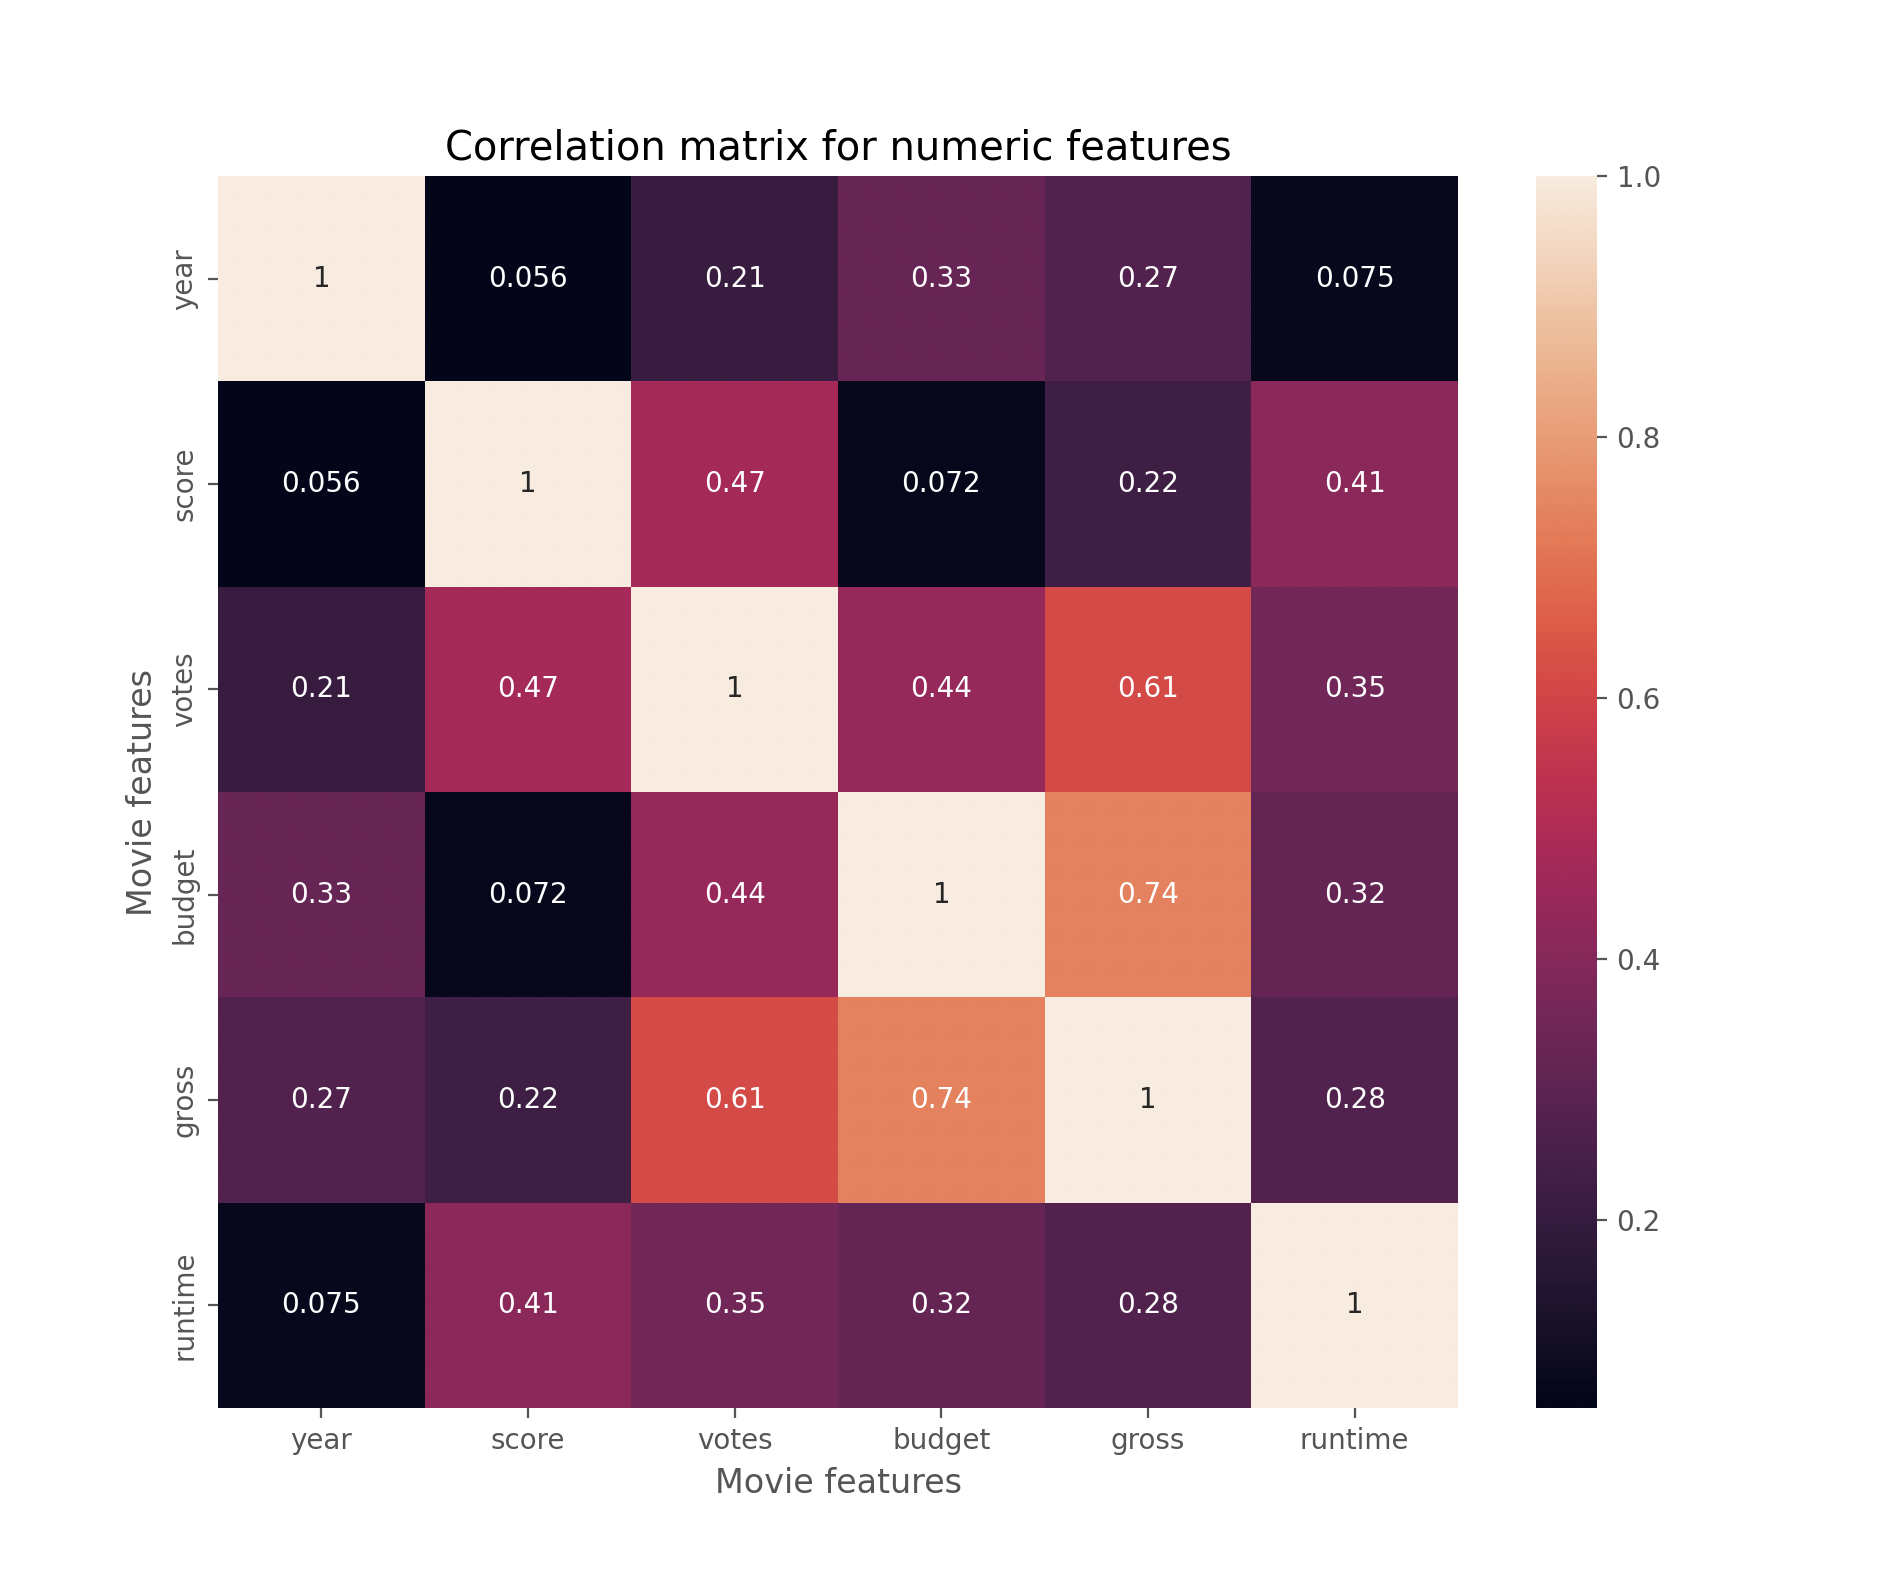 Correlation matrix for numeric features
1 0.056 0.21 0.33 0.27 0.075
0.056 1 0.47 0.072 0.22 0.41
0.21 0.47 1 0.44 0.61 0.35
0.33 0.072 0.44 1 0.74 0.32
0.27 0.22 0.61 0.74 1 0.28
0.075 0.41 0.35 0.32 0.28 1
year
score
votes
budget
gross
runtime
Movie features
year score votes budget gross runtime
Movie features
1.0
0.8
0.6
0.4
0.2